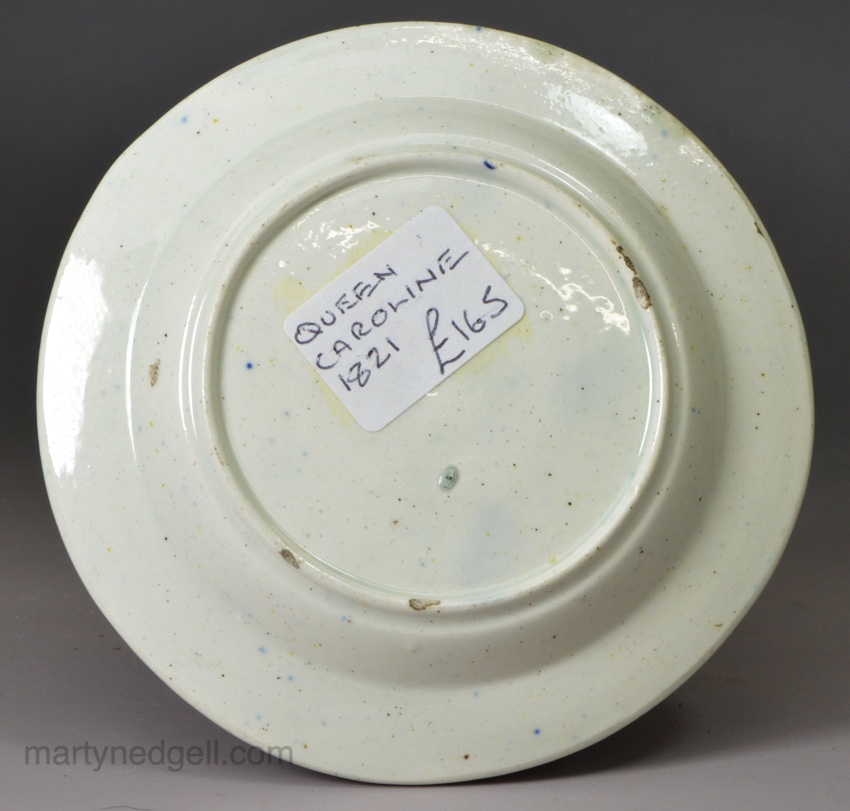 QUEEN
CAROLINE
1821 £165
martynedgell.com